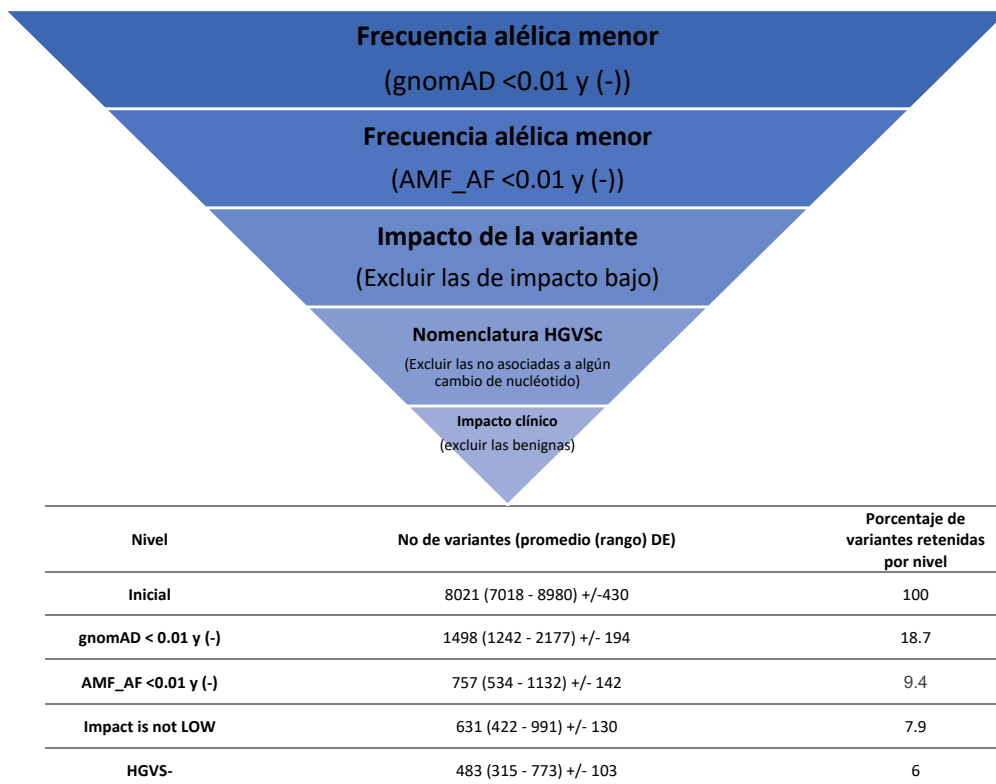 Frecuencia alélica menor
(gnomAD <0.01 y (-))
Frecuencia alélica menor
(AMF_AF <0.01 y (-))
Impacto de la variante
(Excluir las de impacto bajo)
Nomenclatura HGVSc
(Excluir las no asociadas a algún
cambio de nucléotido)
Impacto clínico
(excluir las benignas)
Nivel No de variantes (promedio (rango) DE) Porcentaje de
variantes retenidas
por nivel
Inicial 8021 (7018 - 8980) +/-430 100
gnomAD < 0.01 y (-) 1498 (1242 - 2177) +/- 194 18.7
AMF_AF <0.01 y (-) 757 (534 - 1132) +/- 142 9.4
Impact is not LOW 631 (422 - 991) +/- 130 7.9
HGVS- 483 (315 - 773) +/- 103 6